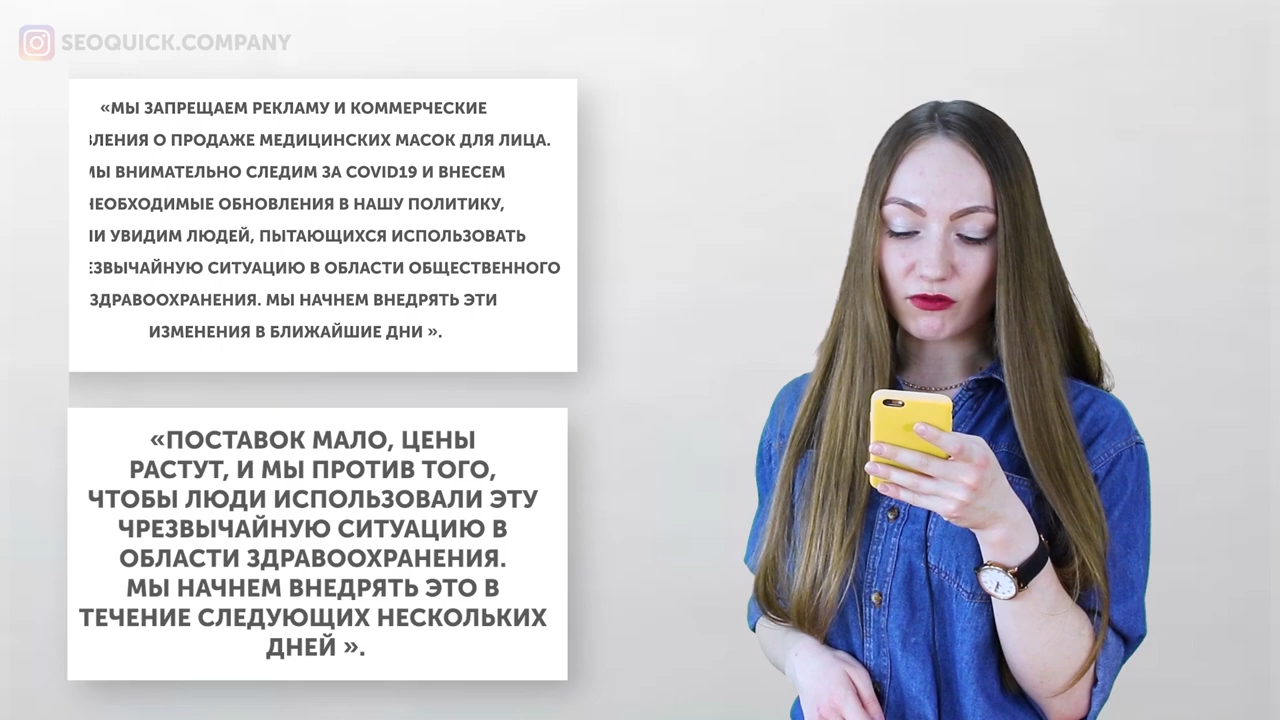 SEOQUICK.COMPANY
«МЫ ЗАПРЕЩАЕМ РЕКЛАМУ И КОММЕРЧЕСКИЕ
О ПРОДАЖЕ МЕДИЦИНСКИХ МАСОК ДЛЯ ЛИЦА.
ВНИМАТЕЛЬНО СЛЕДИМ ЗА COVID19 И ВНЕСЕМ
ОБНОВЛЕНИЯ В НАШУ ПОЛИТИКУ,
УВИДИМ ЛЮДЕЙ, ПЫТАЮЩИХСЯ ИСПОЛЬЗОВАТЬ
СИТУАЦИЮ В ОБЛАСТИ ОБЩЕСТВЕННОГО
ЗДРАВООХРАНЕНИЯ. МЫ НАЧНЕМ ВНЕДРЯТЬ ЭТИ
ИЗМЕНЕНИЯ В БЛИЖАЙШИЕ ДНИ ».
«ПОСТАВОК МАЛО, ЦЕНЫ
РАСТУТ, И МЫ ПРОТИВ ТОГО,
ЧТОБЫ ЛЮДИ ИСПОЛЬЗОВАЛИ ЭТУ
ЧРЕЗВЫЧАЙНУЮ СИТУАЦИЮ В
ОБЛАСТИ ЗДРАВООХРАНЕНИЯ.
МЫ НАЧНЕМ ВНЕДРЯТЬ ЭТО В
ТЕЧЕНИЕ СЛЕДУЮЩИХ НЕСКОЛЬКИХ
ДНЕЙ ».